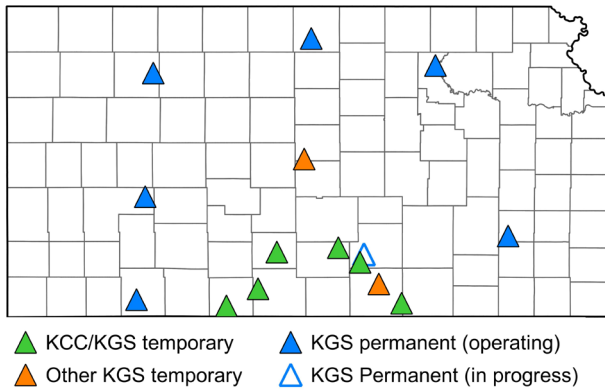 KCC/KGS temporary
KGS permanent (operating)
Other KGS temporary
KGS Permanent (in progress)